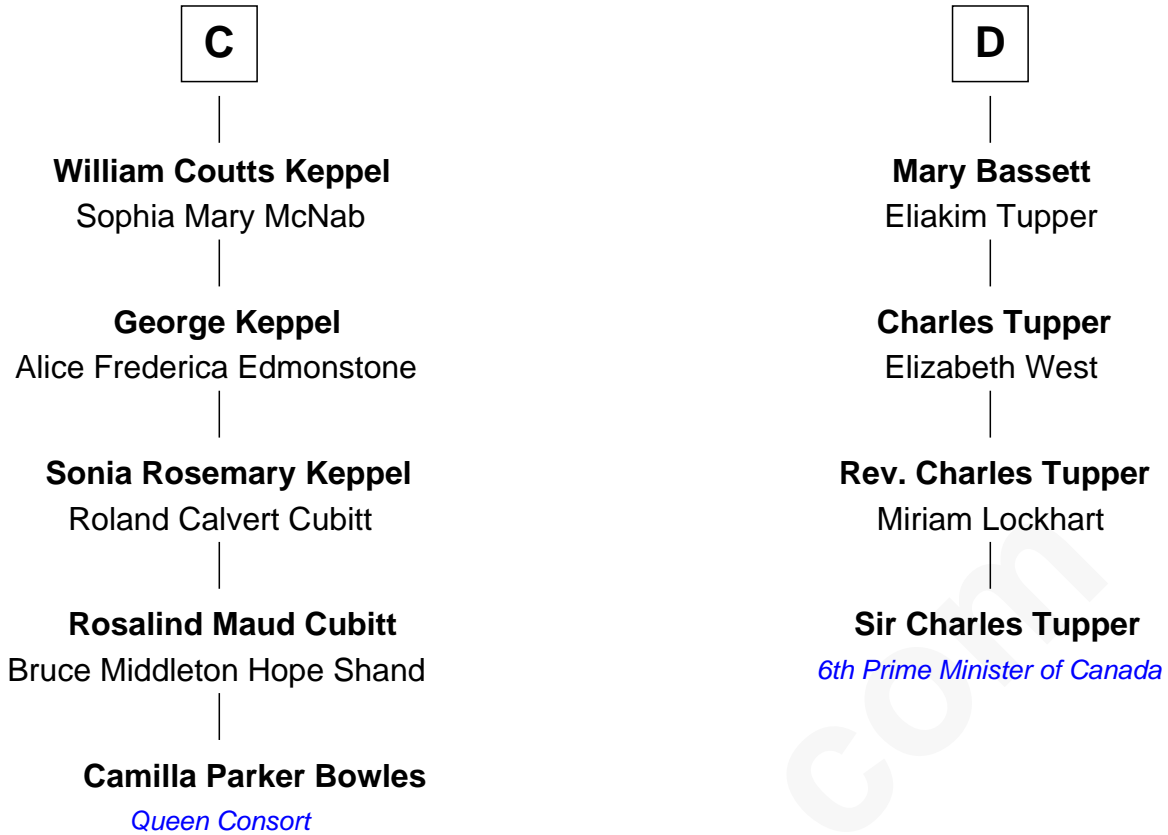 C
William Coutts Keppel
Sophia Mary McNab
George Keppel
Alice Frederica Edmonstone
Sonia Rosemary Keppel
Roland Calvert Cubitt
Rosalind Maud Cubitt
Bruce Middleton Hope Shand
Camilla Parker Bowles
Queen Consort
D
Mary Bassett
Eliakim Tupper
Charles Tupper
Elizabeth West
Rev. Charles Tupper
Miriam Lockhart
Sir Charles Tupper
6th Prime Minister of Canada
com